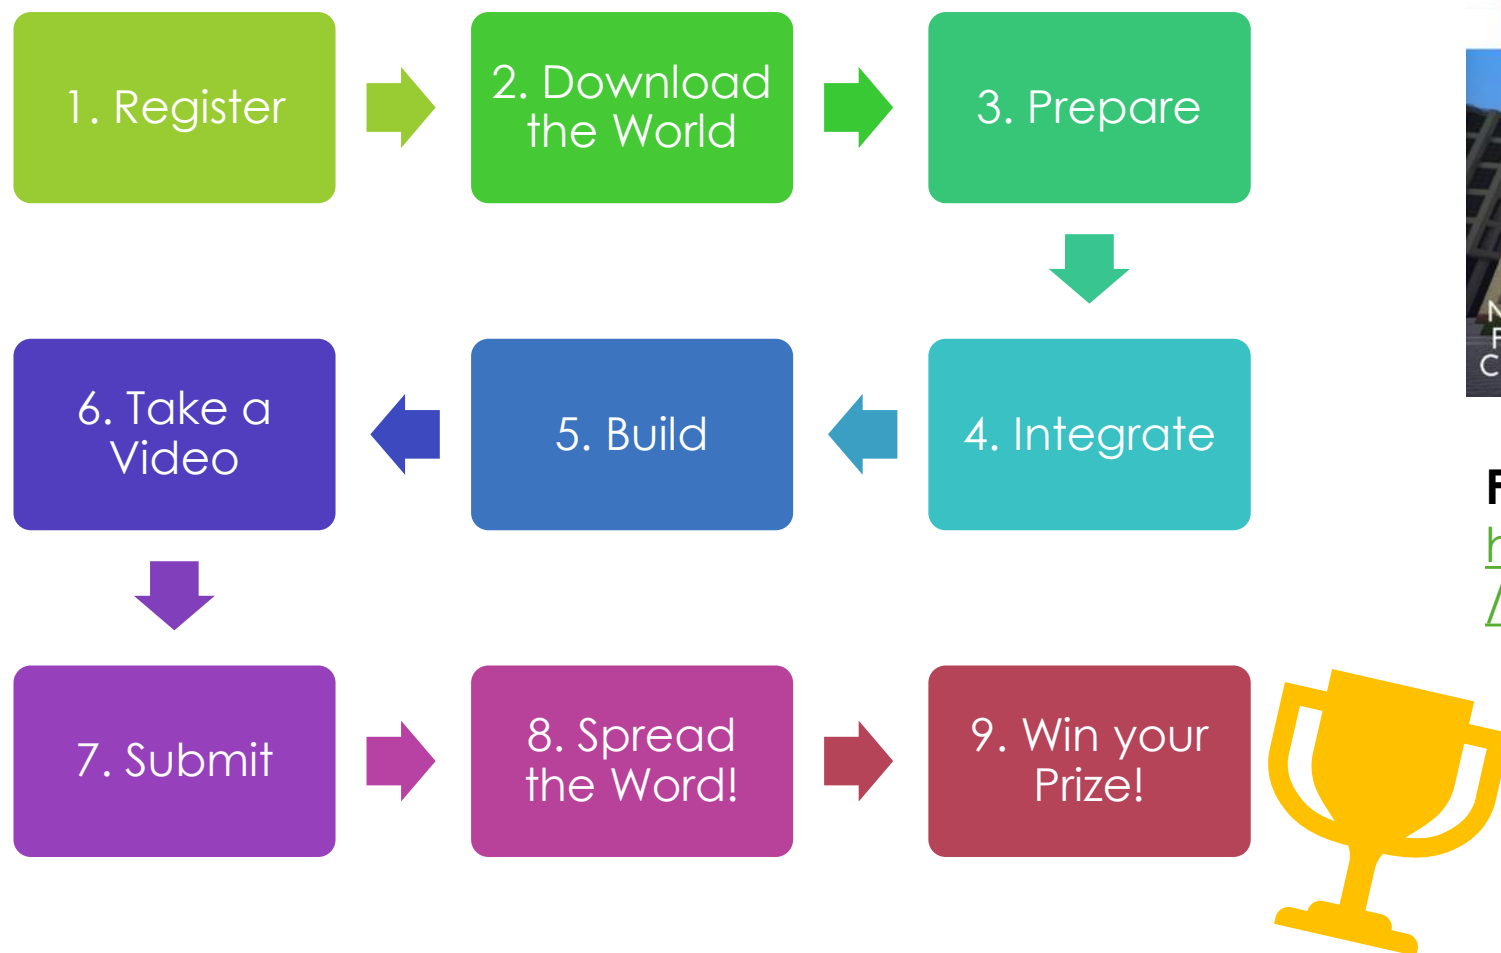 1. Register
2. Download
the World
3. Prepare
4. Integrate
5. Build
6. Take a
Video
7. Submit
8. Spread
the Word!
9. Win your
Prize!